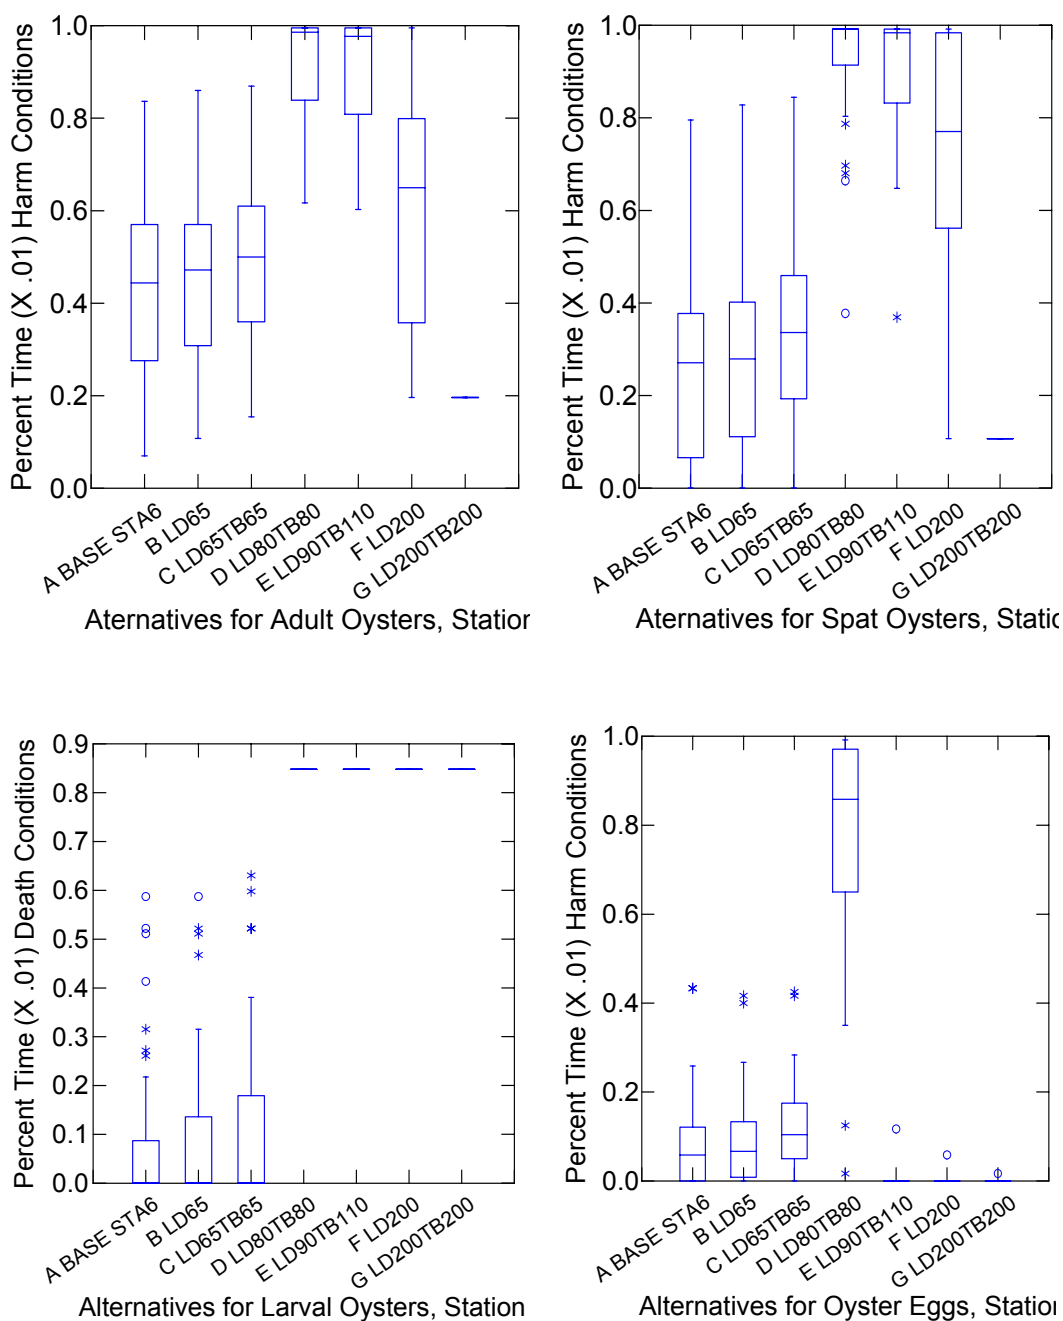 Percent Time (X .01) Harm Conditions
1.0
0.8
0.6
0.4
0.2
0.0
A BASE STA6
B LD65
C LD65TB65
D LD80TB80
E LD90TB110
F LD200
G LD200TB200
Aternatives for Adult Oysters, Station
Percent Time (X .01) Harm Conditions
1.0
0.8
0.6
0.4
0.2
0.0
A BASE STA6
B LD65
C LD65TB65
D LD80TB80
E LD90TB110
F LD200
G LD200TB200
Aternatives for Spat Oysters, Statio
Percent Time (X .01) Death Conditions
0.9
0.8
0.7
0.6
0.5
0.4
0.3
0.2
0.1
0.0
A BASE STA6
B LD65
C LD65TB65
D LD80TB80
E LD90TB110
F LD200
G LD200TB200
Alternatives for Larval Oysters, Station
Percent Time (X .01) Harm Conditions
1.0
0.8
0.6
0.4
0.2
0.0
A BASE STA6
B LD65
C LD65TB65
D LD80TB80
E LD90TB110
F LD200
G LD200TB200
Alternatives for Oyster Eggs, Station